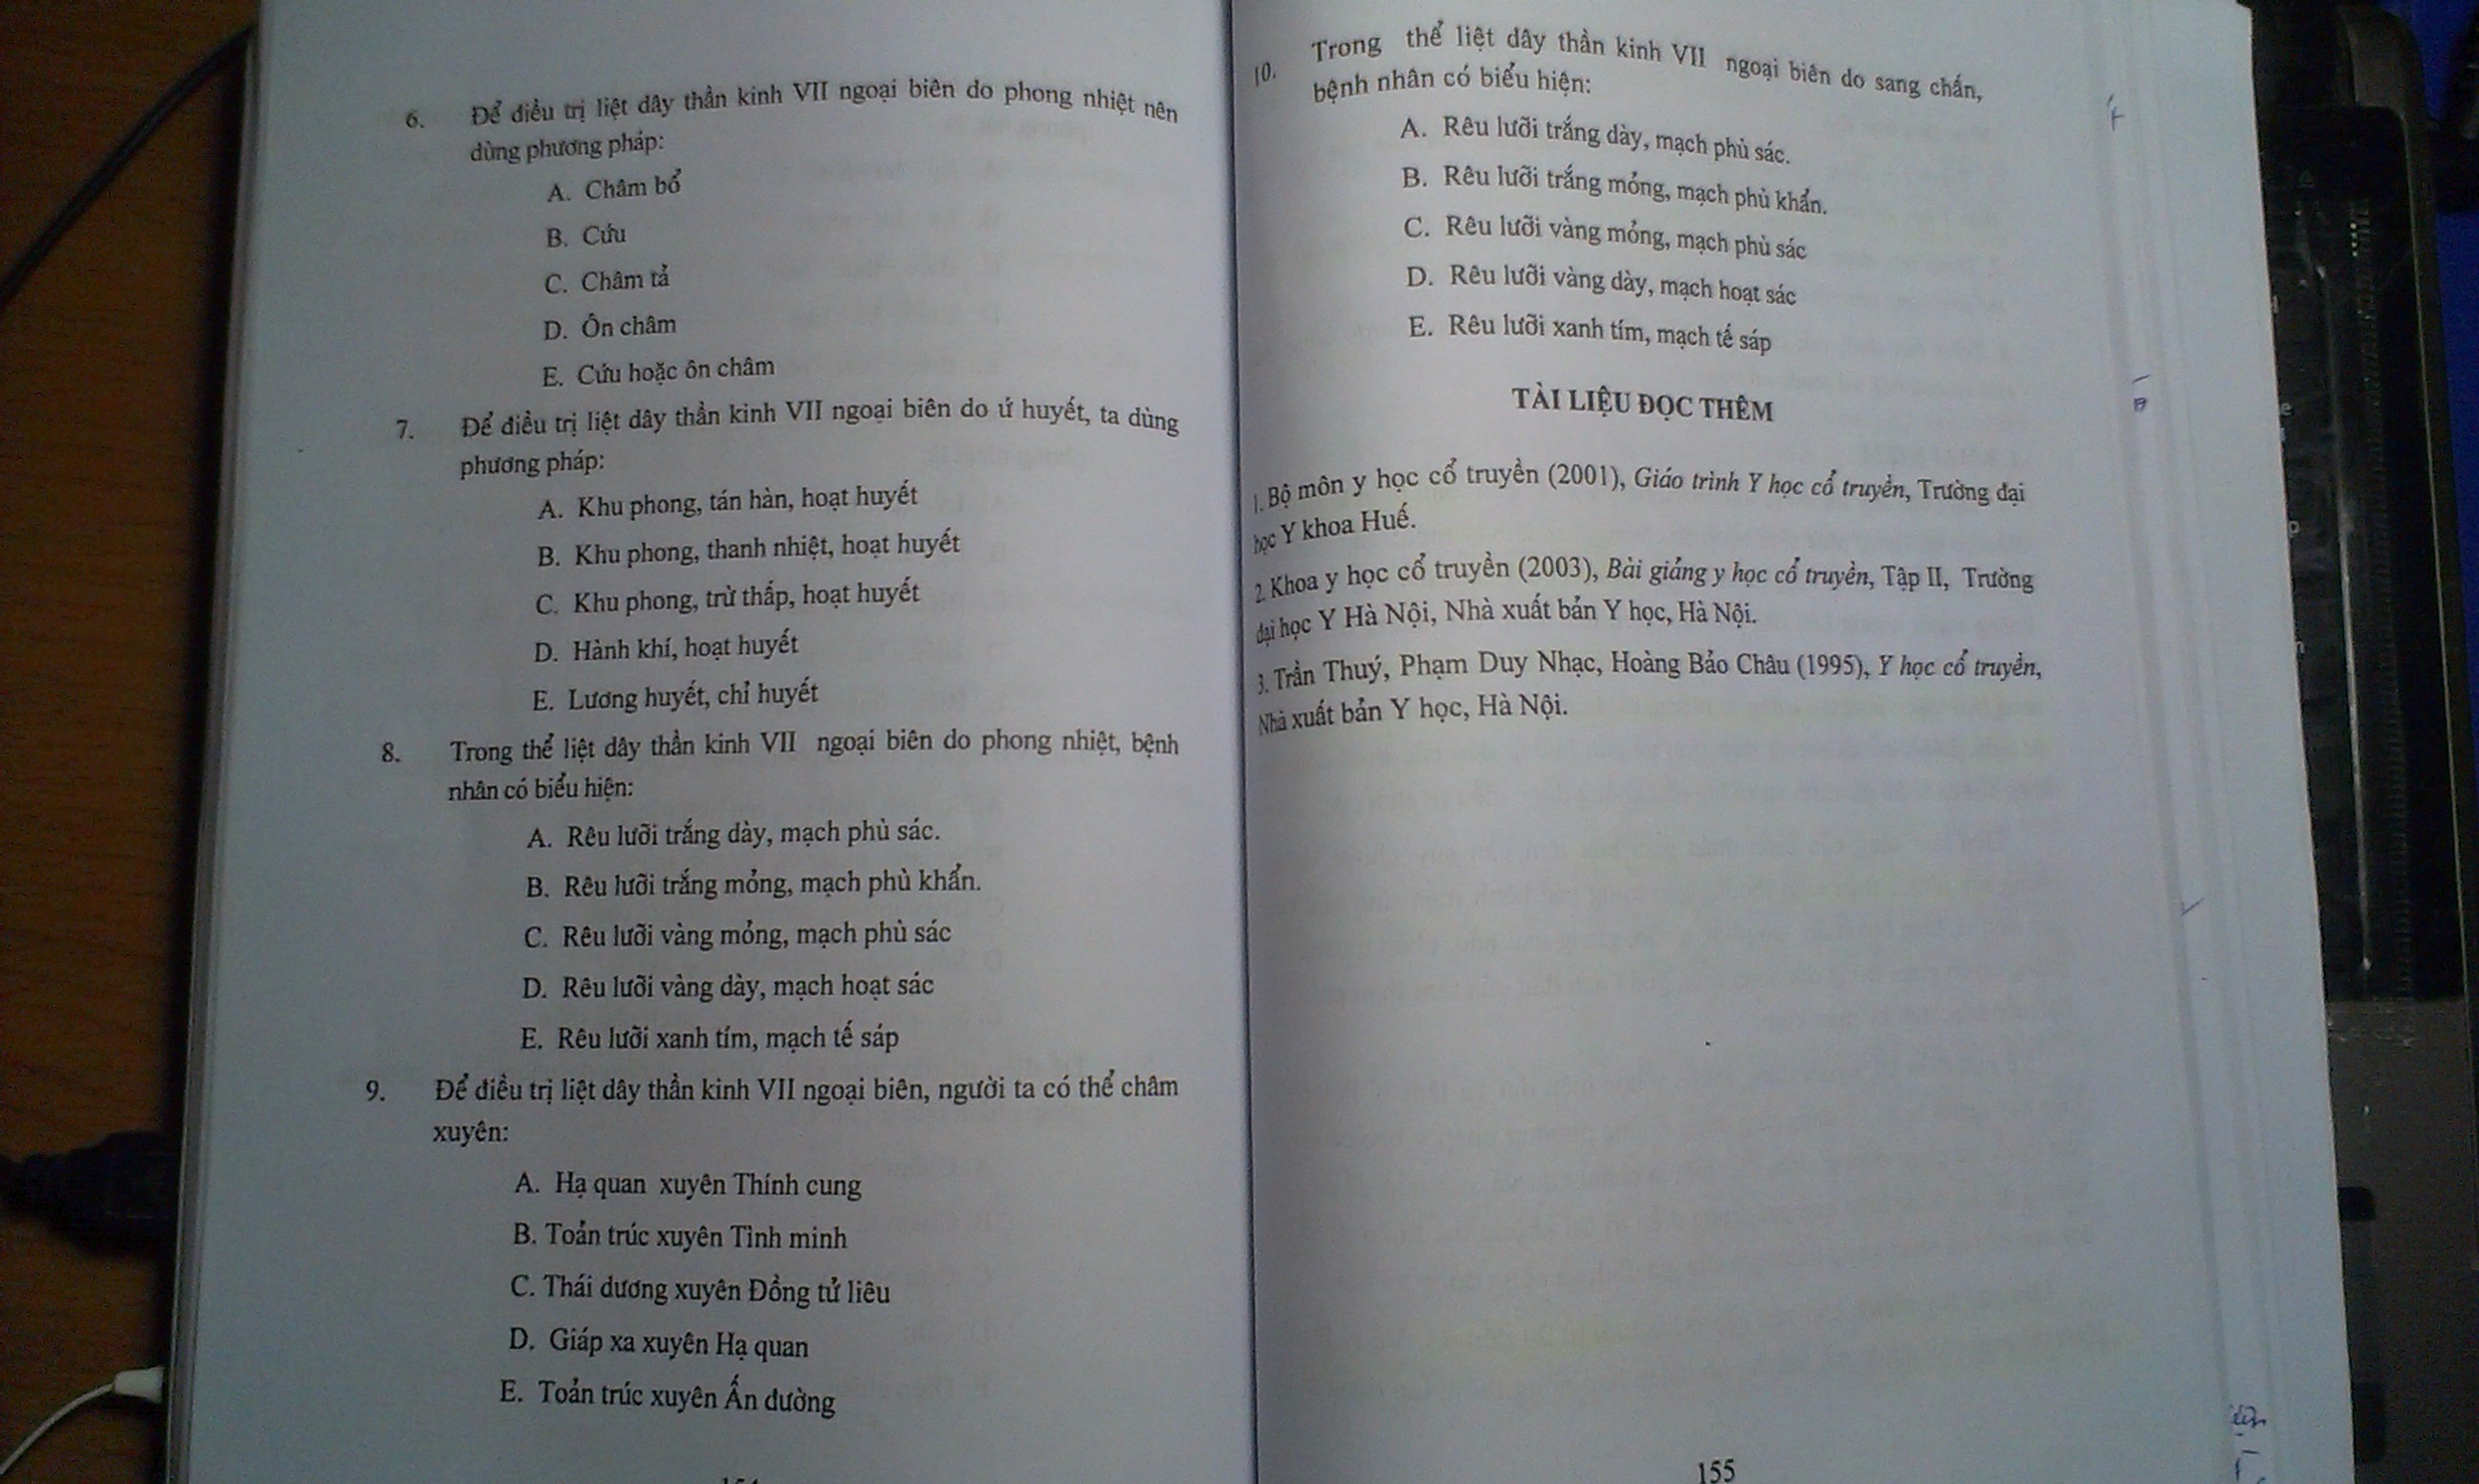 6. Để điều trị liệt dây thần kinh VII ngoại biên do phong nhiệt nên
dùng phương pháp:
A. Châm bổ
B. Cứu
C. Châm tả
D. Ôn châm
E. Cứu hoặc ôn châm
7. Để điều trị liệt dây thần kinh VII ngoại biên do ứ huyết, ta dùng
phương pháp:
A. Khu phong, tán hàn, hoạt huyết
B. Khu phong, thanh nhiệt, hoạt huyết
C. Khu phong, trừ thấp, hoạt huyết
D. Hành khí, hoạt huyết
E. Lương huyết, chỉ huyết
8. Trong thể liệt dây thần kinh VII ngoại biên do phong nhiệt, bệnh
nhân có biểu hiện:
A. Rêu lưỡi trắng dày, mạch phù sác.
B. Rêu lưỡi trắng mỏng, mạch phù khẩn.
C. Rêu lưỡi vàng mỏng, mạch phù sác
D. Rêu lưỡi vàng dày, mạch hoạt sác
E. Rêu lưỡi xanh tím, mạch tế sáp
9. Để điều trị liệt dây thần kinh VII ngoại biên, người ta có thể châm
xuyên:
A. Hạ quan xuyên Thính cung
B. Toản trúc xuyên Tình minh
C. Thái dương xuyên Đồng tử liêu
D. Giáp xa xuyên Hạ quan
E. Toản trúc xuyên Ấn đường
10. Trong thể liệt dây thần kinh VII ngoại biên do sang chấn,
bệnh nhân có biểu hiện:
A. Rêu lưỡi trắng dày, mạch phù sác.
B. Rêu lưỡi trắng mỏng, mạch phù khẩn.
C. Rêu lưỡi vàng mỏng, mạch phù sác
D. Rêu lưỡi vàng dày, mạch hoạt sác
E. Rêu lưỡi xanh tím, mạch tế sáp
TÀI LIỆU ĐỌC THÊM
1. Bộ môn y học cổ truyền (2001), Giáo trình Y học cổ truyền, Trường đại
học Y khoa Huế.
2. Khoa y học cổ truyền (2003), Bài giảng y học cổ truyền, Tập II, Trường
đại học Y Hà Nội, Nhà xuất bản Y học, Hà Nội.
3. Trần Thuý, Phạm Duy Nhạc, Hoàng Bảo Châu (1995), Y học cổ truyền,
Nhà xuất bản Y học, Hà Nội.
155